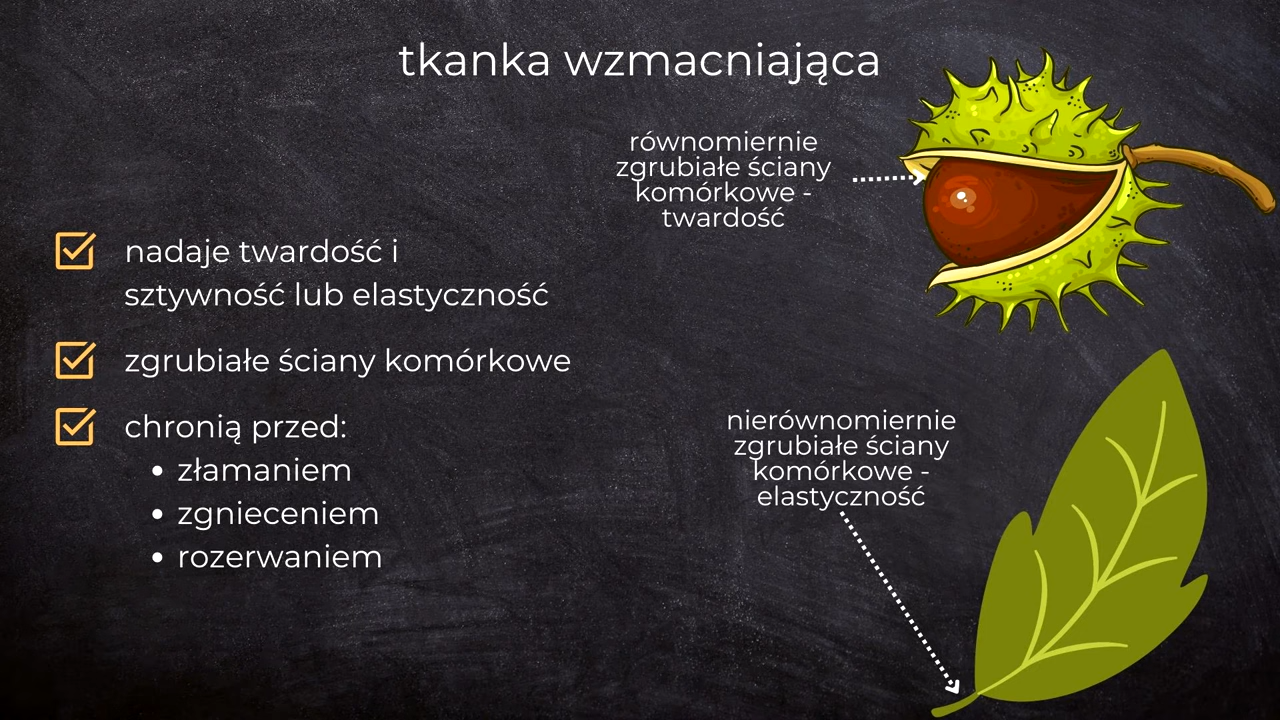 tkanka wzmacniająca
równomiernie
zgrubiałe ściany
komórkowe -
twardość
nadaje twardość i
sztywność lub elastyczność
zgrubiałe ściany komórkowe
chronią przed:
• złamaniem
• zgnieceniem
• rozerwaniem
nierównomiernie
zgrubiałe ściany
komórkowe -
elastyczność